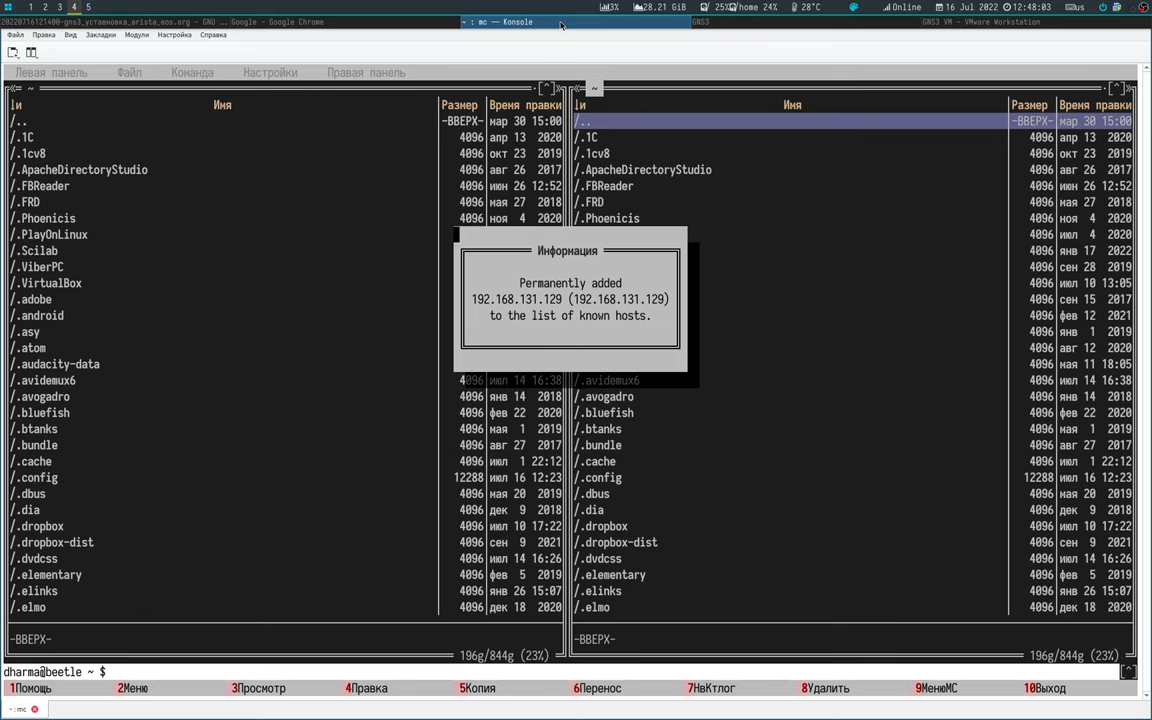 1 2 3 4 5 3% 28.21 GiB 25% home 24% 28°C Online 16 Jul 2022 12:48:03 us
20220716121400-gns3_уставновка_arista_eos.org - GNU ... Google - Google Chrome ~ : mc — Konsole GNS3 GNS3 VM - VMware Workstation
Файл Правка Вид Закладки Модули Настройка Справка
Левая панель Файл Команда Настройки Правая панель
~ [^] ~ [^]
↓и Имя Размер Время правки ↓и Имя Размер Время правки
/.. -ВВЕРХ- мар 30 15:00 /.. -ВВЕРХ- мар 30 15:00
/.1C 4096 апр 13 2020 /.1C 4096 апр 13 2020
/.1cv8 4096 окт 23 2019 /.1cv8 4096 окт 23 2019
/.ApacheDirectoryStudio 4096 авг 26 2017 /.ApacheDirectoryStudio 4096 авг 26 2017
/.FBReader 4096 июн 26 12:52 /.FBReader 4096 июн 26 12:52
/.FRD 4096 мая 27 2018 /.FRD 4096 мая 27 2018
/.Phoenicis 4096 ноя 4 2020 /.Phoenicis 4096 ноя 4 2020
/.PlayOnLinux 4096 июл 4 2020
/.Scilab 4096 янв 17 2022
/.ViberPC 4096 сен 28 2019
/.VirtualBox 4096 июл 10 13:05
/.adobe 4096 сен 15 2017
/.android 4096 фев 12 2021
/.asy 4096 янв 1 2019
/.atom 4096 авг 12 2020
/.audacity-data 4096 мая 11 18:05
Информация
Permanently added
192.168.131.129 (192.168.131.129)
to the list of known hosts.
/.avidemux6 4096 июл 14 16:38 /.avidemux6 4096 июл 14 16:38
/.avogadro 4096 янв 14 2018 /.avogadro 4096 янв 14 2018
/.bluefish 4096 фев 22 2020 /.bluefish 4096 фев 22 2020
/.btanks 4096 мая 1 2019 /.btanks 4096 мая 1 2019
/.bundle 4096 авг 27 2017 /.bundle 4096 авг 27 2017
/.cache 4096 июл 1 22:12 /.cache 4096 июл 1 22:12
/.config 12288 июл 16 12:23 /.config 12288 июл 16 12:23
/.dbus 4096 мая 20 2019 /.dbus 4096 мая 20 2019
/.dia 4096 дек 9 2018 /.dia 4096 дек 9 2018
/.dropbox 4096 июл 10 17:22 /.dropbox 4096 июл 10 17:22
/.dropbox-dist 4096 сен 9 2021 /.dropbox-dist 4096 сен 9 2021
/.dvdcss 4096 июл 14 16:26 /.dvdcss 4096 июл 14 16:26
/.elementary 4096 фев 5 2019 /.elementary 4096 фев 5 2019
/.elinks 4096 янв 26 15:07 /.elinks 4096 янв 26 15:07
/.elmo 4096 дек 18 2020 /.elmo 4096 дек 18 2020
-ВВЕРХ- -ВВЕРХ-
196g/844g (23%) 196g/844g (23%)
dharma@beetle ~ $ [^]
1Помощь 2Меню 3Просмотр 4Правка 5Копия 6Перенос 7НвКтлог 8Удалить 9МенюМС 10Выход
~ : mc